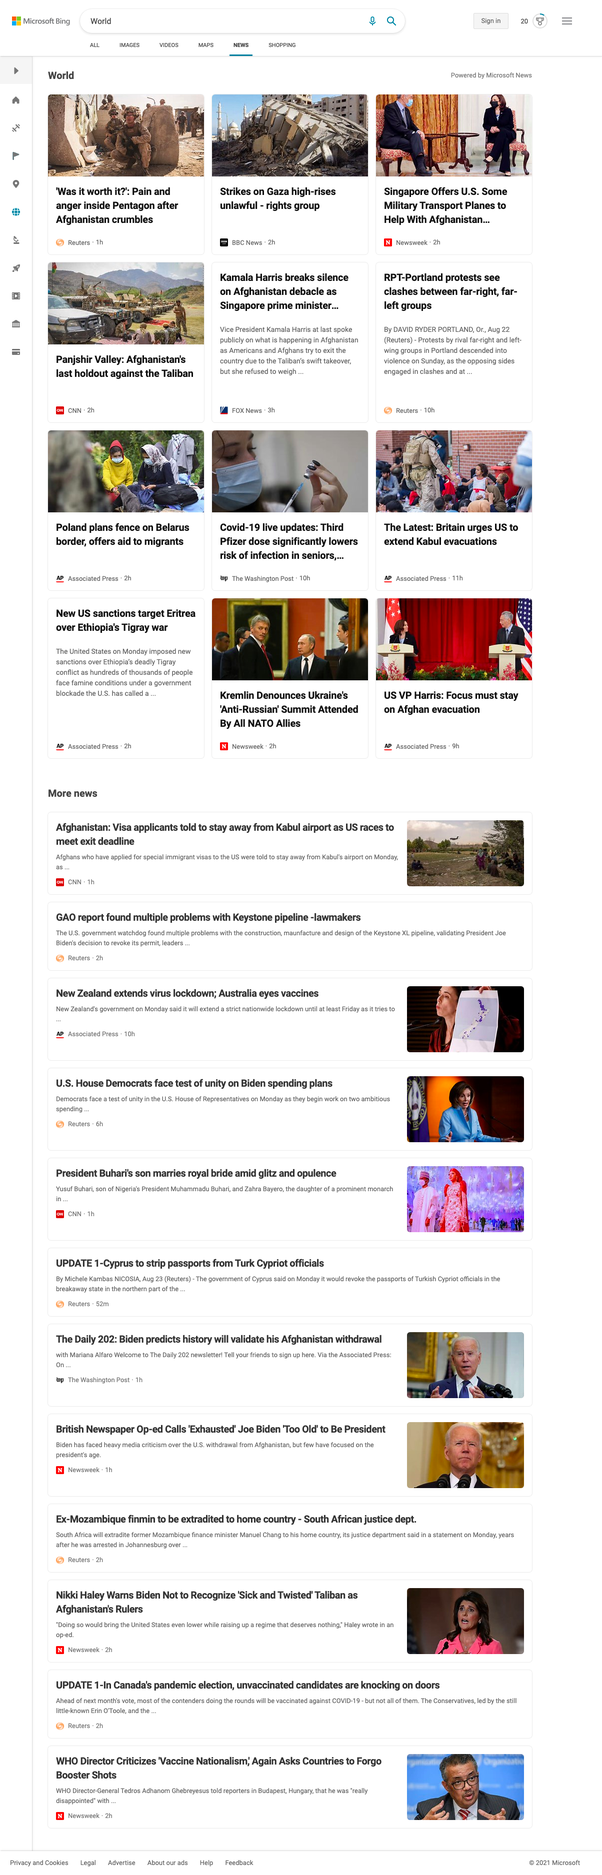 Microsoft Bing
World
Sign in
20
ALL
IMAGES
VIDEOS
MAPS
NEWS
SHOPPING
World
Powered by Microsoft News
'Was it worth it?': Pain and
anger inside Pentagon after
Afghanistan crumbles
Reuters · 1h
Strikes on Gaza high-rises
unlawful - rights group
BBC News · 2h
Singapore Offers U.S. Some
Military Transport Planes to
Help With Afghanistan...
Newsweek · 2h
Panjshir Valley: Afghanistan's
last holdout against the Taliban
CNN · 2h
Kamala Harris breaks silence
on Afghanistan debacle as
Singapore prime minister...
Vice President Kamala Harris at last spoke
publicly on what is happening in Afghanistan
as Americans and Afghans try to exit the
country due to the Taliban's swift takeover,
but she refused to weigh ...
FOX News · 3h
RPT-Portland protests see
clashes between far-right, far-
left groups
By DAVID RYDER PORTLAND, Or., Aug 22
(Reuters) - Protests by rival far-right and left-
wing groups in Portland descended into
violence on Sunday, as the opposing sides
engaged in clashes and at ...
Reuters · 10h
Poland plans fence on Belarus
border, offers aid to migrants
AP Associated Press · 2h
Covid-19 live updates: Third
Pfizer dose significantly lowers
risk of infection in seniors,...
wp The Washington Post · 10h
The Latest: Britain urges US to
extend Kabul evacuations
AP Associated Press · 11h
New US sanctions target Eritrea
over Ethiopia's Tigray war
The United States on Monday imposed new
sanctions over Ethiopia's deadly Tigray
conflict as hundreds of thousands of people
face famine conditions under a government
blockade the U.S. has called a ...
AP Associated Press · 2h
Kremlin Denounces Ukraine's
'Anti-Russian' Summit Attended
By All NATO Allies
Newsweek · 2h
US VP Harris: Focus must stay
on Afghan evacuation
AP Associated Press · 9h
More news
Afghanistan: Visa applicants told to stay away from Kabul airport as US races to
meet exit deadline
Afghans who have applied for special immigrant visas to the US were told to stay away from Kabul's airport on Monday,
as ...
CNN · 1h
GAO report found multiple problems with Keystone pipeline -lawmakers
The U.S. government watchdog found multiple problems with the construction, maunfacture and design of the Keystone XL pipeline, validating President Joe
Biden's decision to revoke its permit, leaders ...
Reuters · 2h
New Zealand extends virus lockdown; Australia eyes vaccines
New Zealand's government on Monday said it will extend a strict nationwide lockdown until at least Friday as it tries to
...
AP Associated Press · 10h
U.S. House Democrats face test of unity on Biden spending plans
Democrats face a test of unity in the U.S. House of Representatives on Monday as they begin work on two ambitious
spending ...
Reuters · 6h
President Buhari's son marries royal bride amid glitz and opulence
Yusuf Buhari, son of Nigeria's President Muhammadu Buhari, and Zahra Bayero, the daughter of a prominent monarch
in ...
CNN · 1h
UPDATE 1-Cyprus to strip passports from Turk Cypriot officials
By Michele Kambas NICOSIA, Aug 23 (Reuters) - The government of Cyprus said on Monday it would revoke the passports of Turkish Cypriot officials in the
breakaway state in the northern part of the ...
Reuters · 52m
The Daily 202: Biden predicts history will validate his Afghanistan withdrawal
with Mariana Alfaro Welcome to The Daily 202 newsletter! Tell your friends to sign up here. Via the Associated Press:
On ...
wp The Washington Post · 1h
British Newspaper Op-ed Calls 'Exhausted' Joe Biden 'Too Old' to Be President
Biden has faced heavy media criticism over the U.S. withdrawal from Afghanistan, but few have focused on the
president's age.
Newsweek · 1h
Ex-Mozambique finmin to be extradited to home country - South African justice dept.
South Africa will extradite former Mozambique finance minister Manuel Chang to his home country, its justice department said in a statement on Monday, years
after he was arrested in Johannesburg over ...
Reuters · 2h
Nikki Haley Warns Biden Not to Recognize 'Sick and Twisted' Taliban as
Afghanistan's Rulers
"Doing so would bring the United States even lower while raising up a regime that deserves nothing," Haley wrote in an
op-ed.
Newsweek · 2h
UPDATE 1-In Canada's pandemic election, unvaccinated candidates are knocking on doors
Ahead of next month's vote, most of the contenders doing the rounds will be vaccinated against COVID-19 - but not all of them. The Conservatives, led by the still
little-known Erin O'Toole, and the ...
Reuters · 2h
WHO Director Criticizes 'Vaccine Nationalism,' Again Asks Countries to Forgo
Booster Shots
WHO Director-General Tedros Adhanom Ghebreyesus told reporters in Budapest, Hungary, that he was "really
disappointed" with ...
Newsweek · 2h
Privacy and Cookies
Legal
Advertise
About our ads
Help
Feedback
© 2021 Microsoft